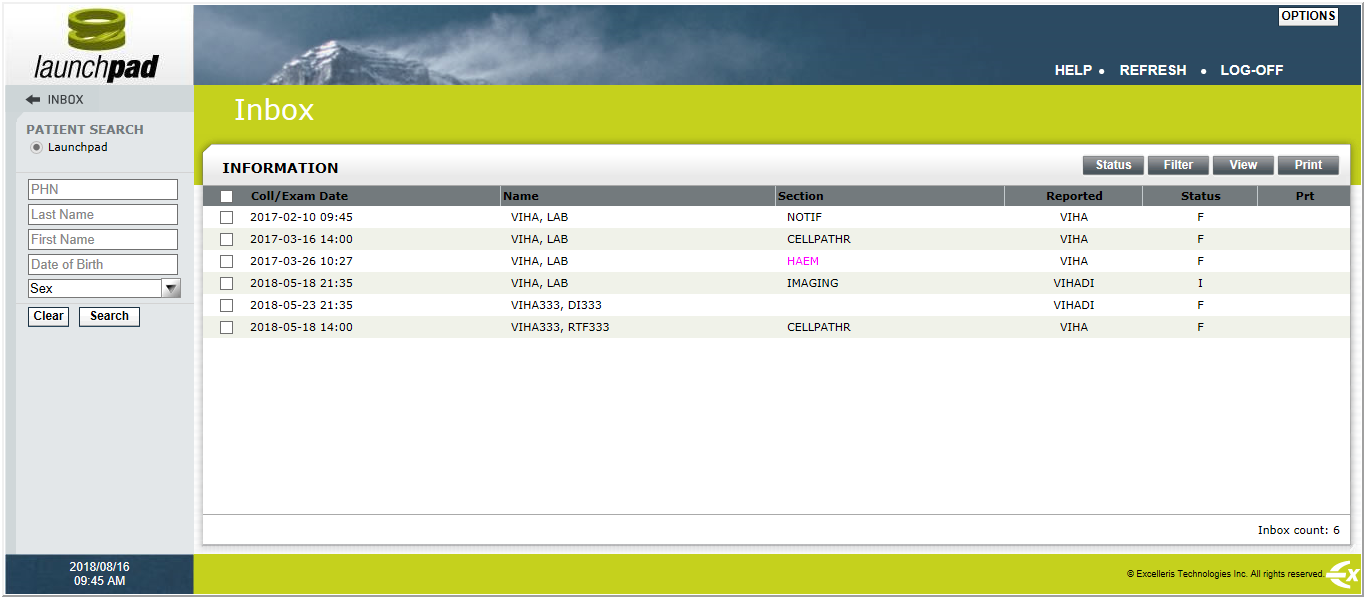 OPTIONS
launchpad
HELP • REFRESH • LOG-OFF
INBOX
Inbox
PATIENT SEARCH
Launchpad
INFORMATION
Status Filter View Print
PHN
Last Name
First Name
Date of Birth
Sex
Clear Search
Coll/Exam Date Name Section Reported Status Prt
2017-02-10 09:45 VIHA, LAB NOTIF VIHA F
2017-03-16 14:00 VIHA, LAB CELLPATHR VIHA F
2017-03-26 10:27 VIHA, LAB HAEM VIHA F
2018-05-18 21:35 VIHA, LAB IMAGING VIHADI I
2018-05-23 21:35 VIHA333, DI333 VIHADI F
2018-05-18 14:00 VIHA333, RTF333 CELLPATHR VIHA F
Inbox count: 6
2018/08/16
09:45 AM
© Excelleris Technologies Inc. All rights reserved.